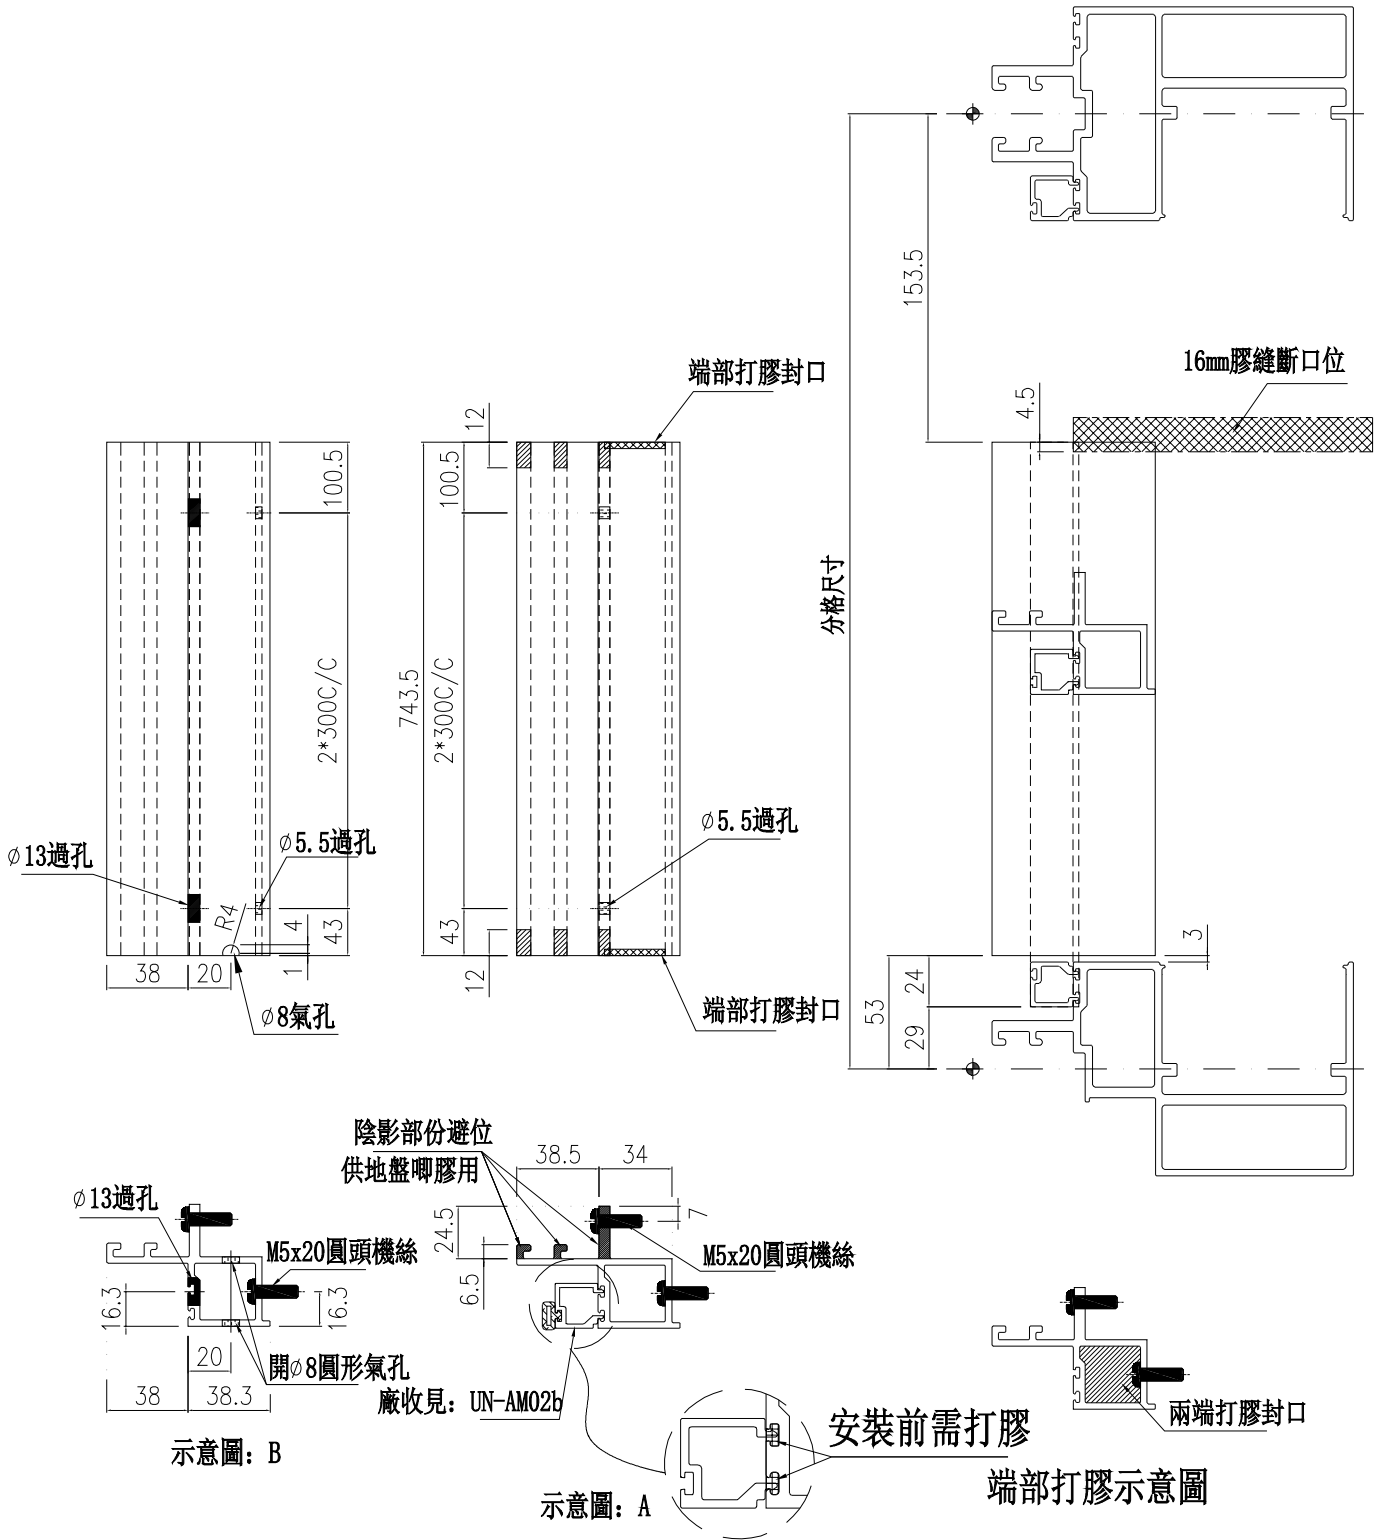 153.5
16mm膠縫斷口位
4.5
分格尺寸
3
24
53
29
端部打膠封口
12
100.5
100.5
743.5
2*300C/C
2*300C/C
∅5.5過孔
∅5.5過孔
∅13過孔
R4
4
43
43
1
38
20
12
∅8氣孔
端部打膠封口
陰影部份避位
供地盤唧膠用
38.5
34
24.5
7
6.5
M5x20圓頭機絲
廠收見：UN-AM02b
示意圖：A
安裝前需打膠
∅13過孔
M5x20圓頭機絲
16.3
16.3
20
開∅8圓形氣孔
38
38.3
示意圖：B
兩端打膠封口
端部打膠示意圖